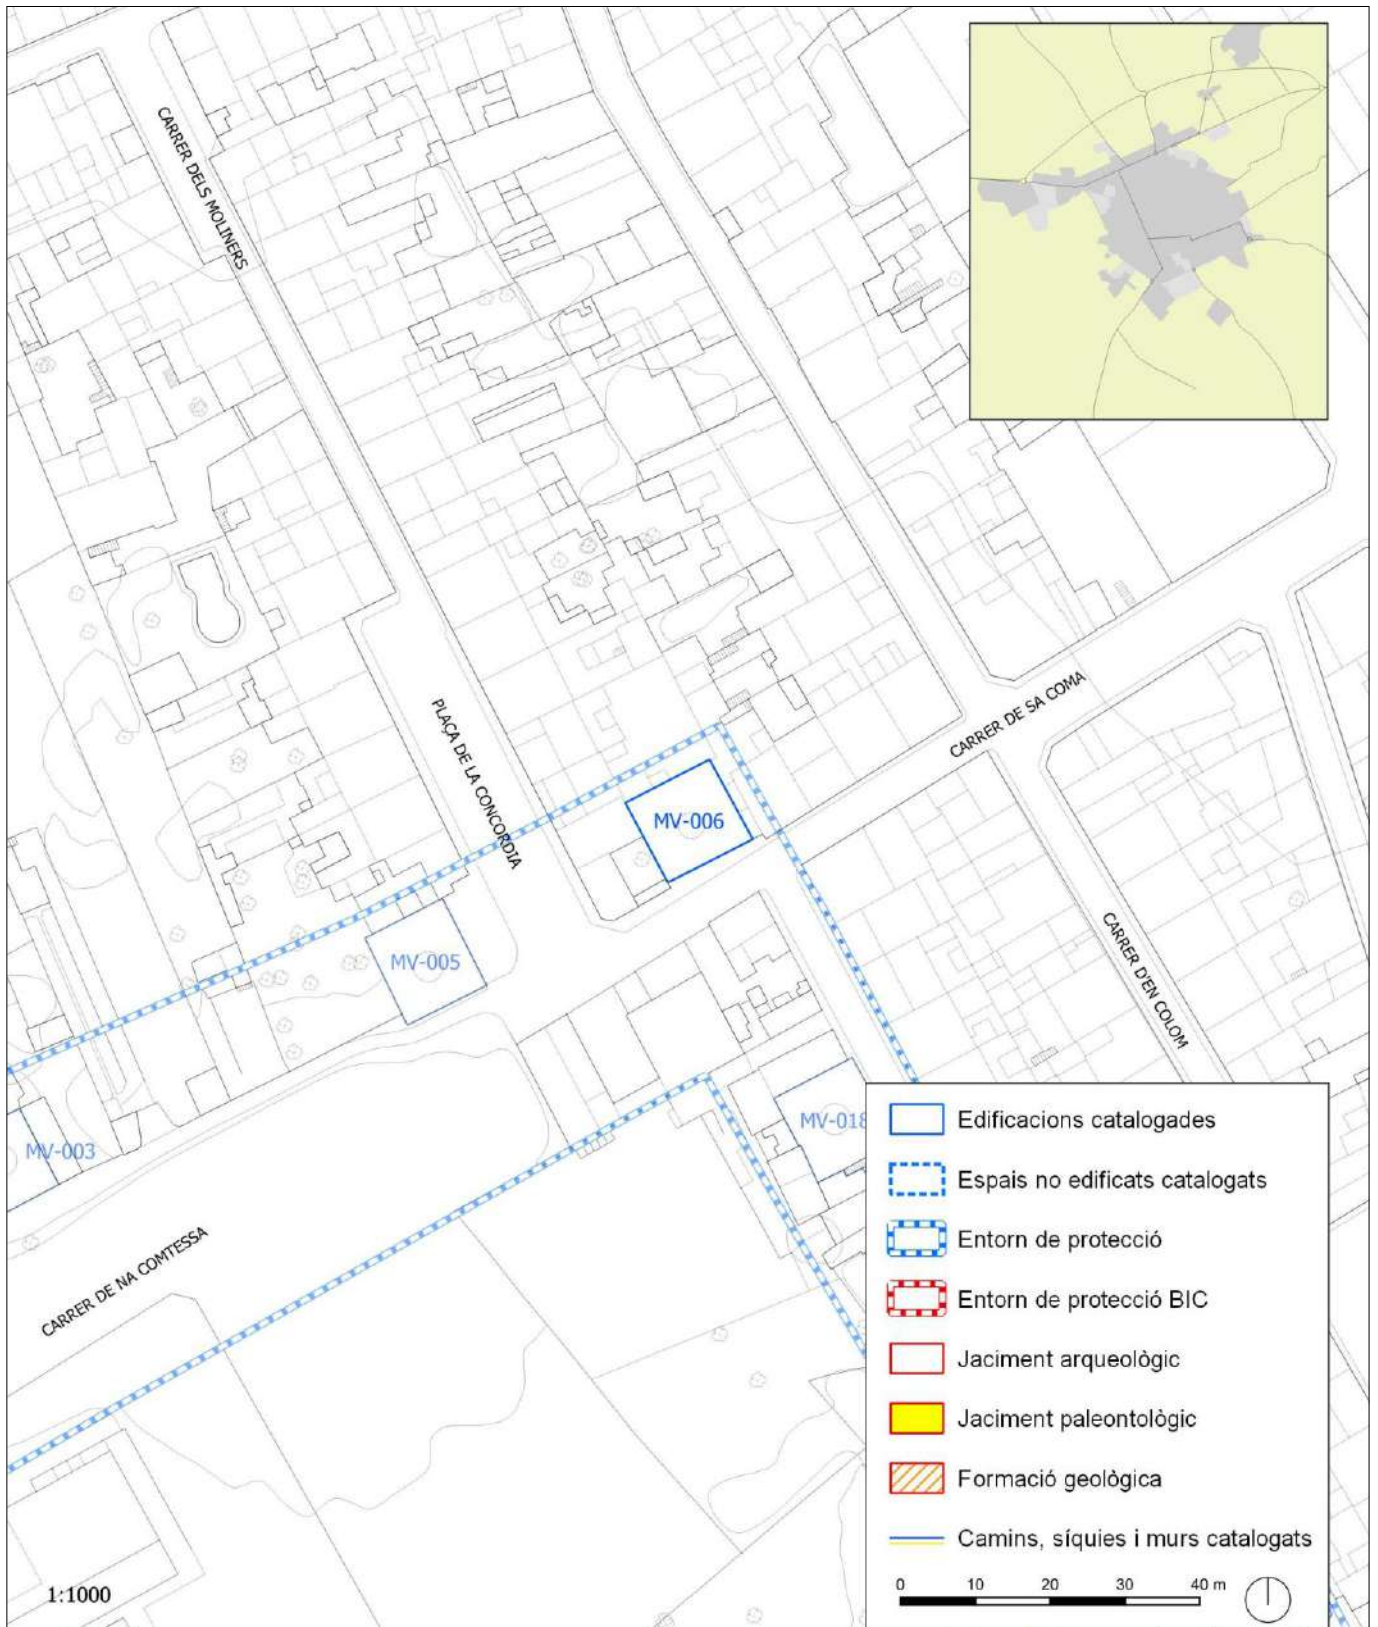 CARRER DELS MOLINERS
PLAÇA DE LA CONCORDIA
CARRER DE SA COMA
MV-006
MV-005
CARRER D'EN COLOM
MV-018
MV-003
CARRER DE NA COMTESSA
Edificacions catalogades
Espais no edificats catalogats
Entorn de protecció
Entorn de protecció BIC
Jaciment arqueològic
Jaciment paleontològic
Formació geològica
Camins, síquies i murs catalogats
0 10 20 30 40 m
1:1000